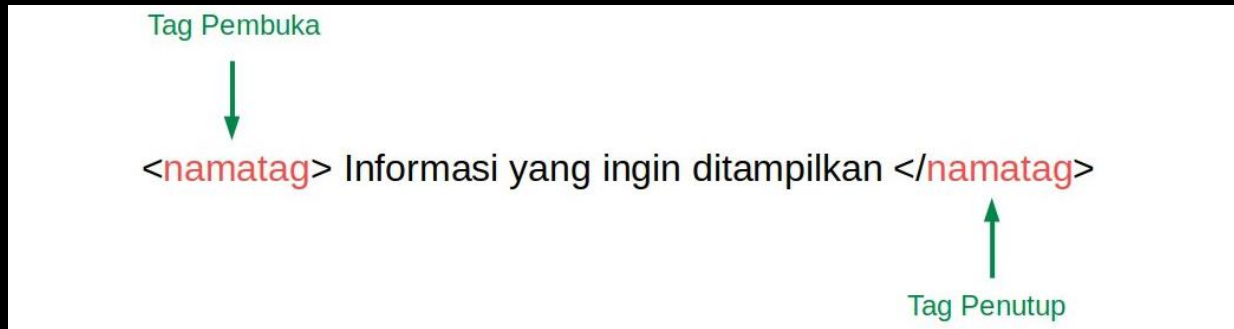 Tag Pembuka
<namatag> Informasi yang ingin ditampilkan </namatag>
Tag Penutup